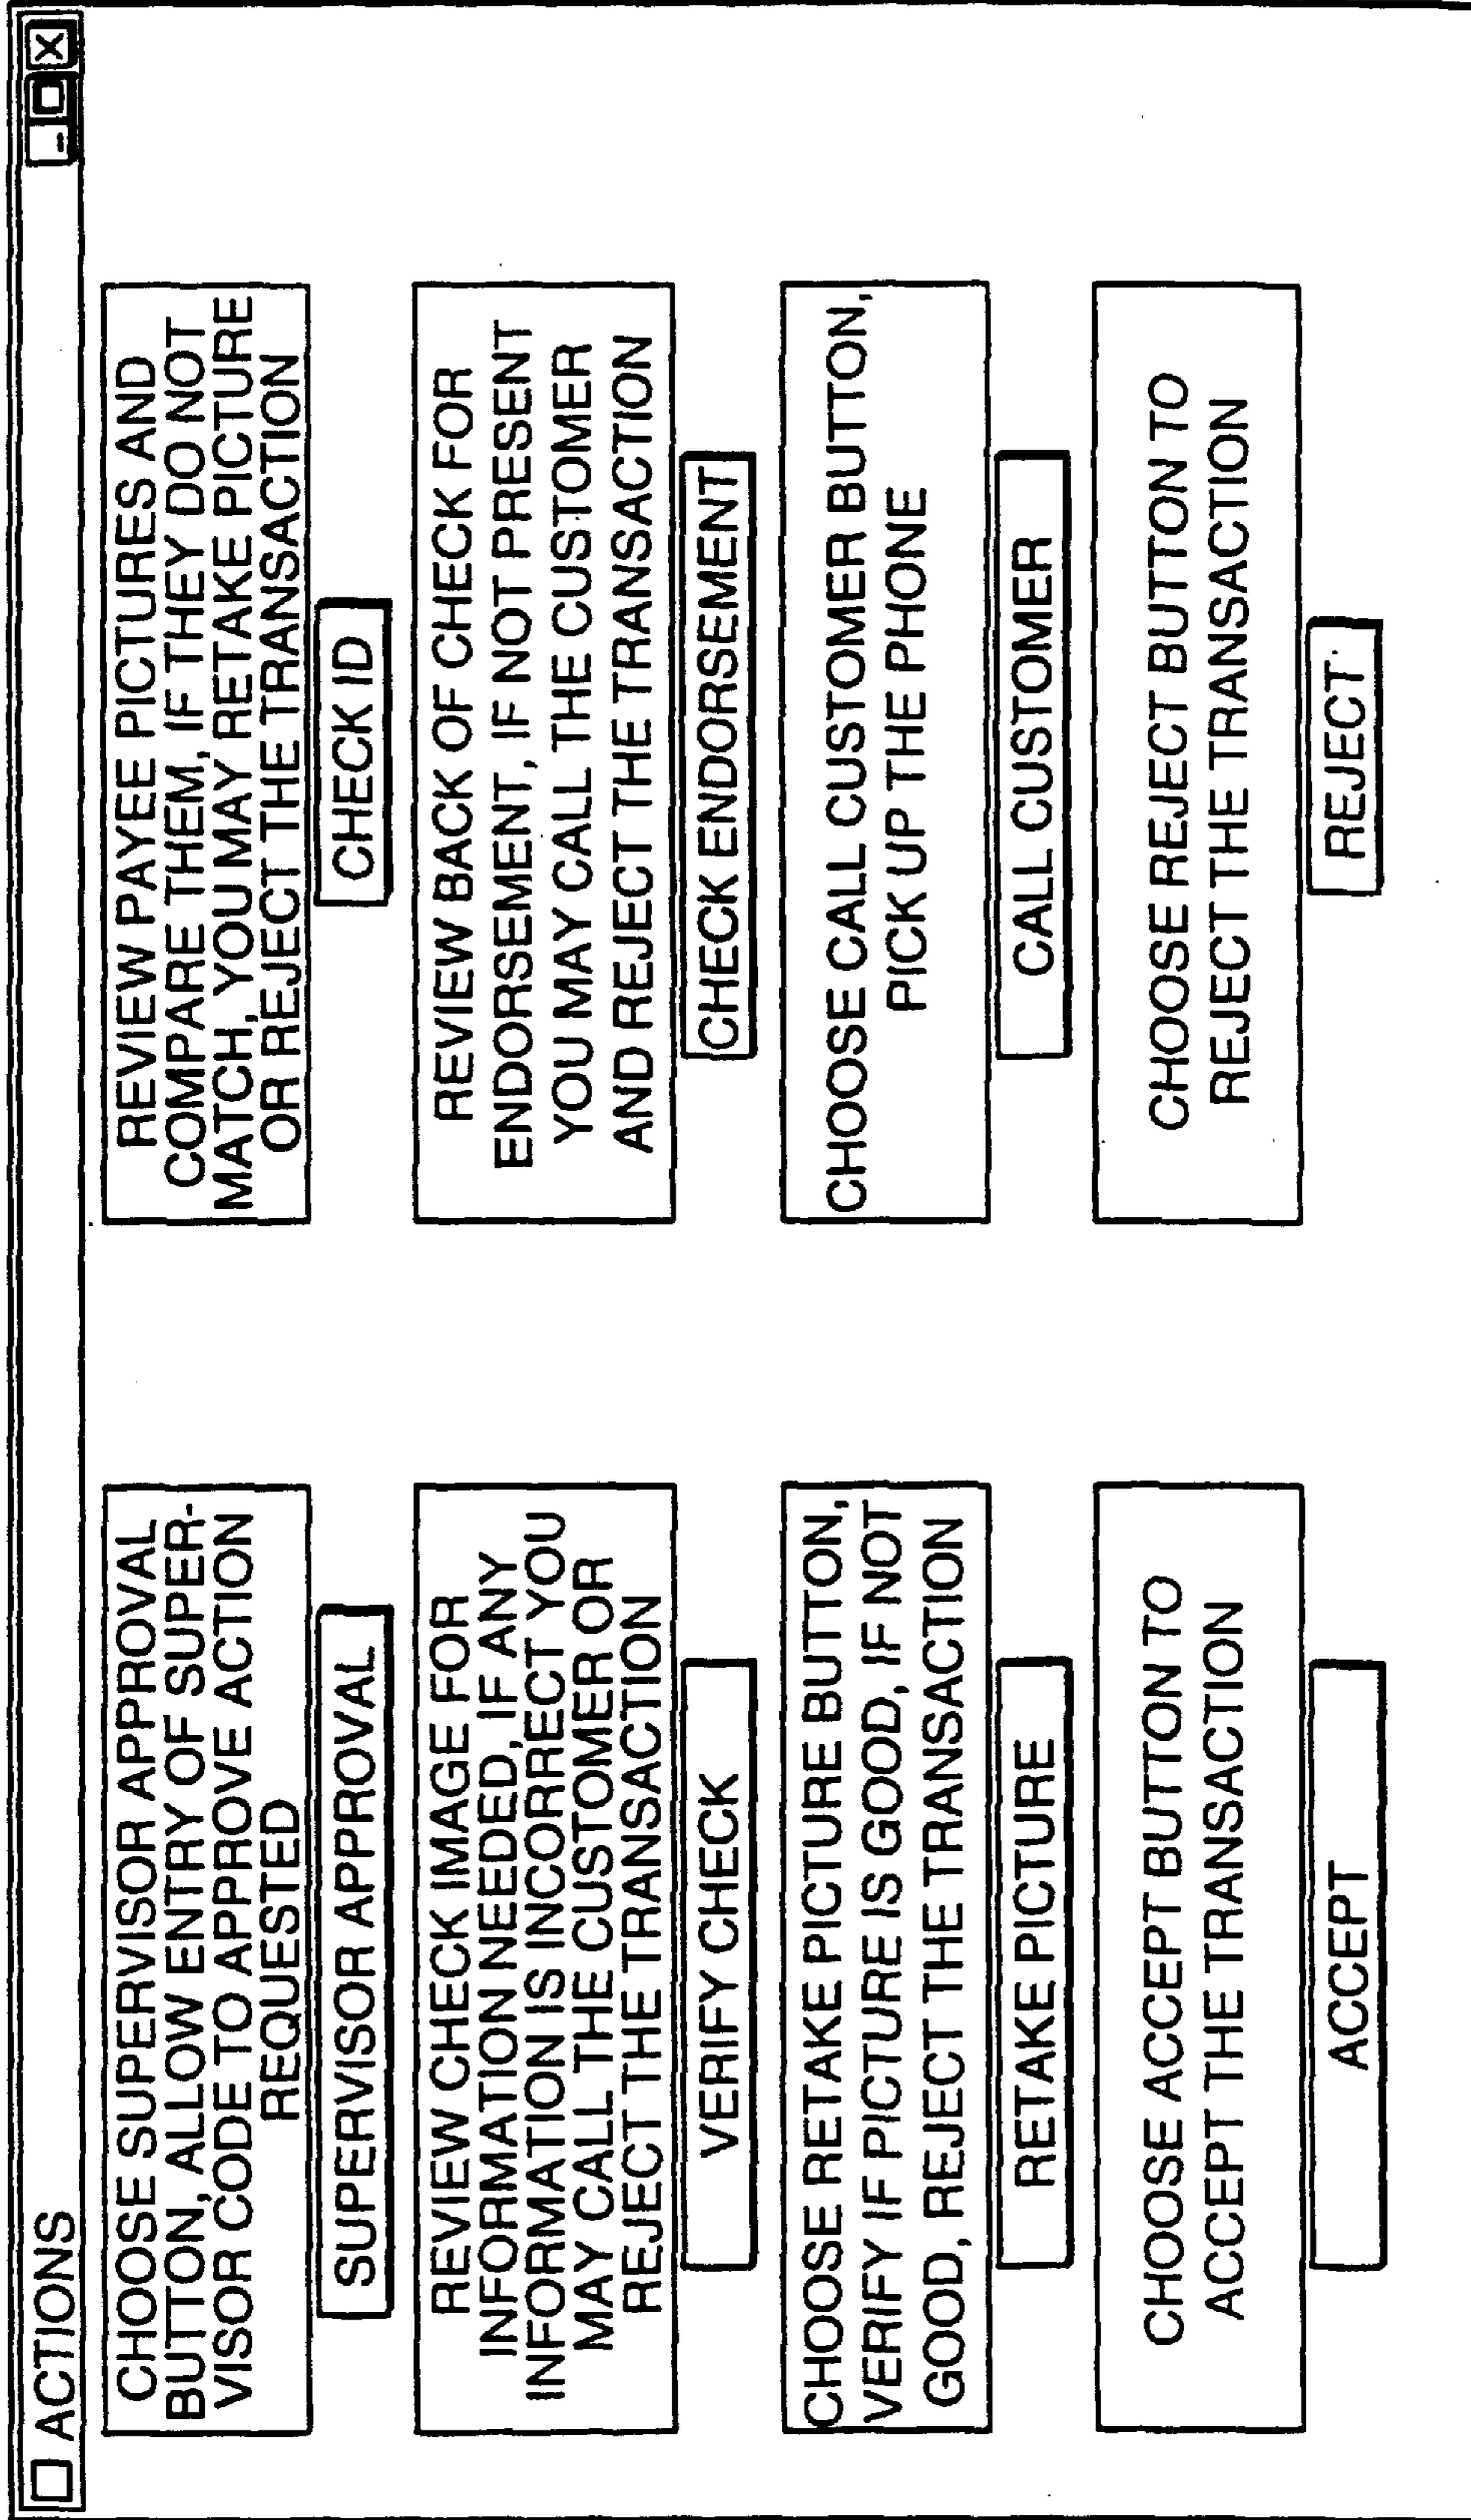 ACTIONS
CHOOSE SUPERVISOR APPROVAL
BUTTON, ALLOW ENTRY OF SUPER-
VISOR CODE TO APPROVE ACTION
REQUESTED
SUPERVISOR APPROVAL
REVIEW PAYEE PICTURES AND
COMPARE THEM, IF THEY DO NOT
MATCH, YOU MAY RETAKE PICTURE
OR REJECT THE TRANSACTION
CHECK ID
REVIEW CHECK IMAGE FOR
INFORMATION NEEDED, IF ANY
INFORMATION IS INCORRECT YOU
MAY CALL THE CUSTOMER OR
REJECT THE TRANSACTION
VERIFY CHECK
REVIEW BACK OF CHECK FOR
ENDORSEMENT, IF NOT PRESENT
YOU MAY CALL THE CUSTOMER
AND REJECT THE TRANSACTION
CHECK ENDORSEMENT
CHOOSE RETAKE PICTURE BUTTON,
VERIFY IF PICTURE IS GOOD, IF NOT
GOOD, REJECT THE TRANSACTION
RETAKE PICTURE
CHOOSE CALL CUSTOMER BUTTON,
PICK UP THE PHONE
CALL CUSTOMER
CHOOSE ACCEPT BUTTON TO
ACCEPT THE TRANSACTION
ACCEPT
CHOOSE REJECT BUTTON TO
REJECT THE TRANSACTION
REJECT